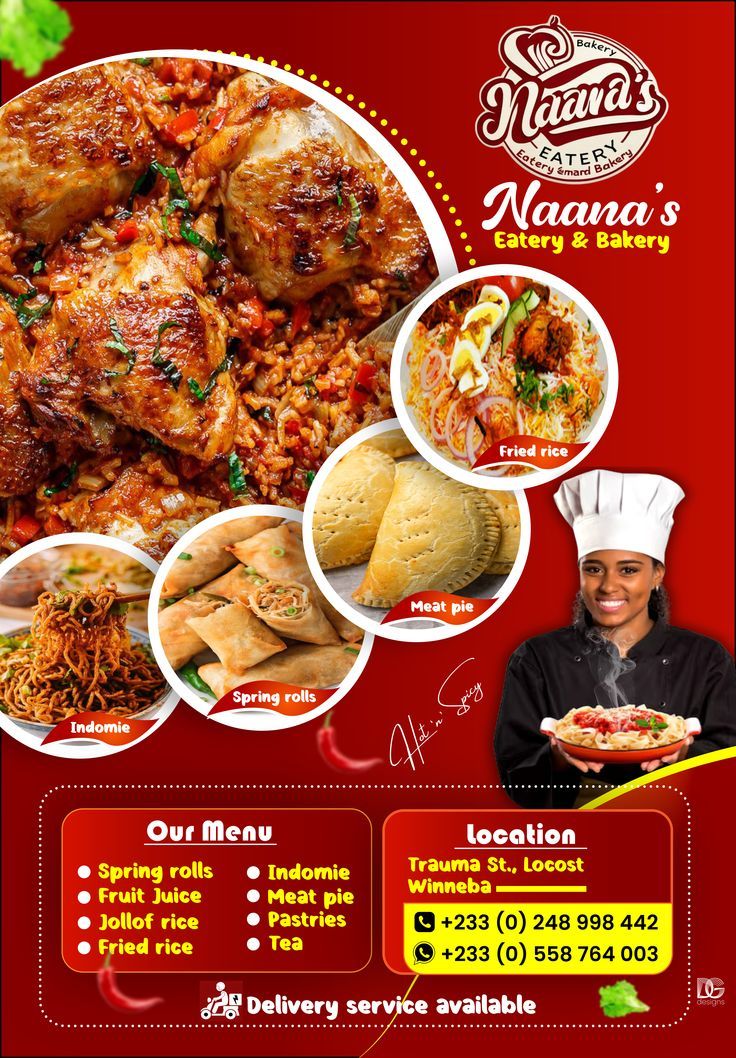 Bakery
Naana's
EATERY
Eatery &mard Bakery
Naana's
Eatery & Bakery
Fried rice
Meat pie
Spring rolls
Indomie
Hot 'n' Spicy
Our Menu
Spring rolls
Fruit Juice
Jollof rice
Fried rice
Indomie
Meat pie
Pastries
Tea
Location
Trauma St., Locost
Winneba
+233 (0) 248 998 442
+233 (0) 558 764 003
Delivery service available
DG
designs